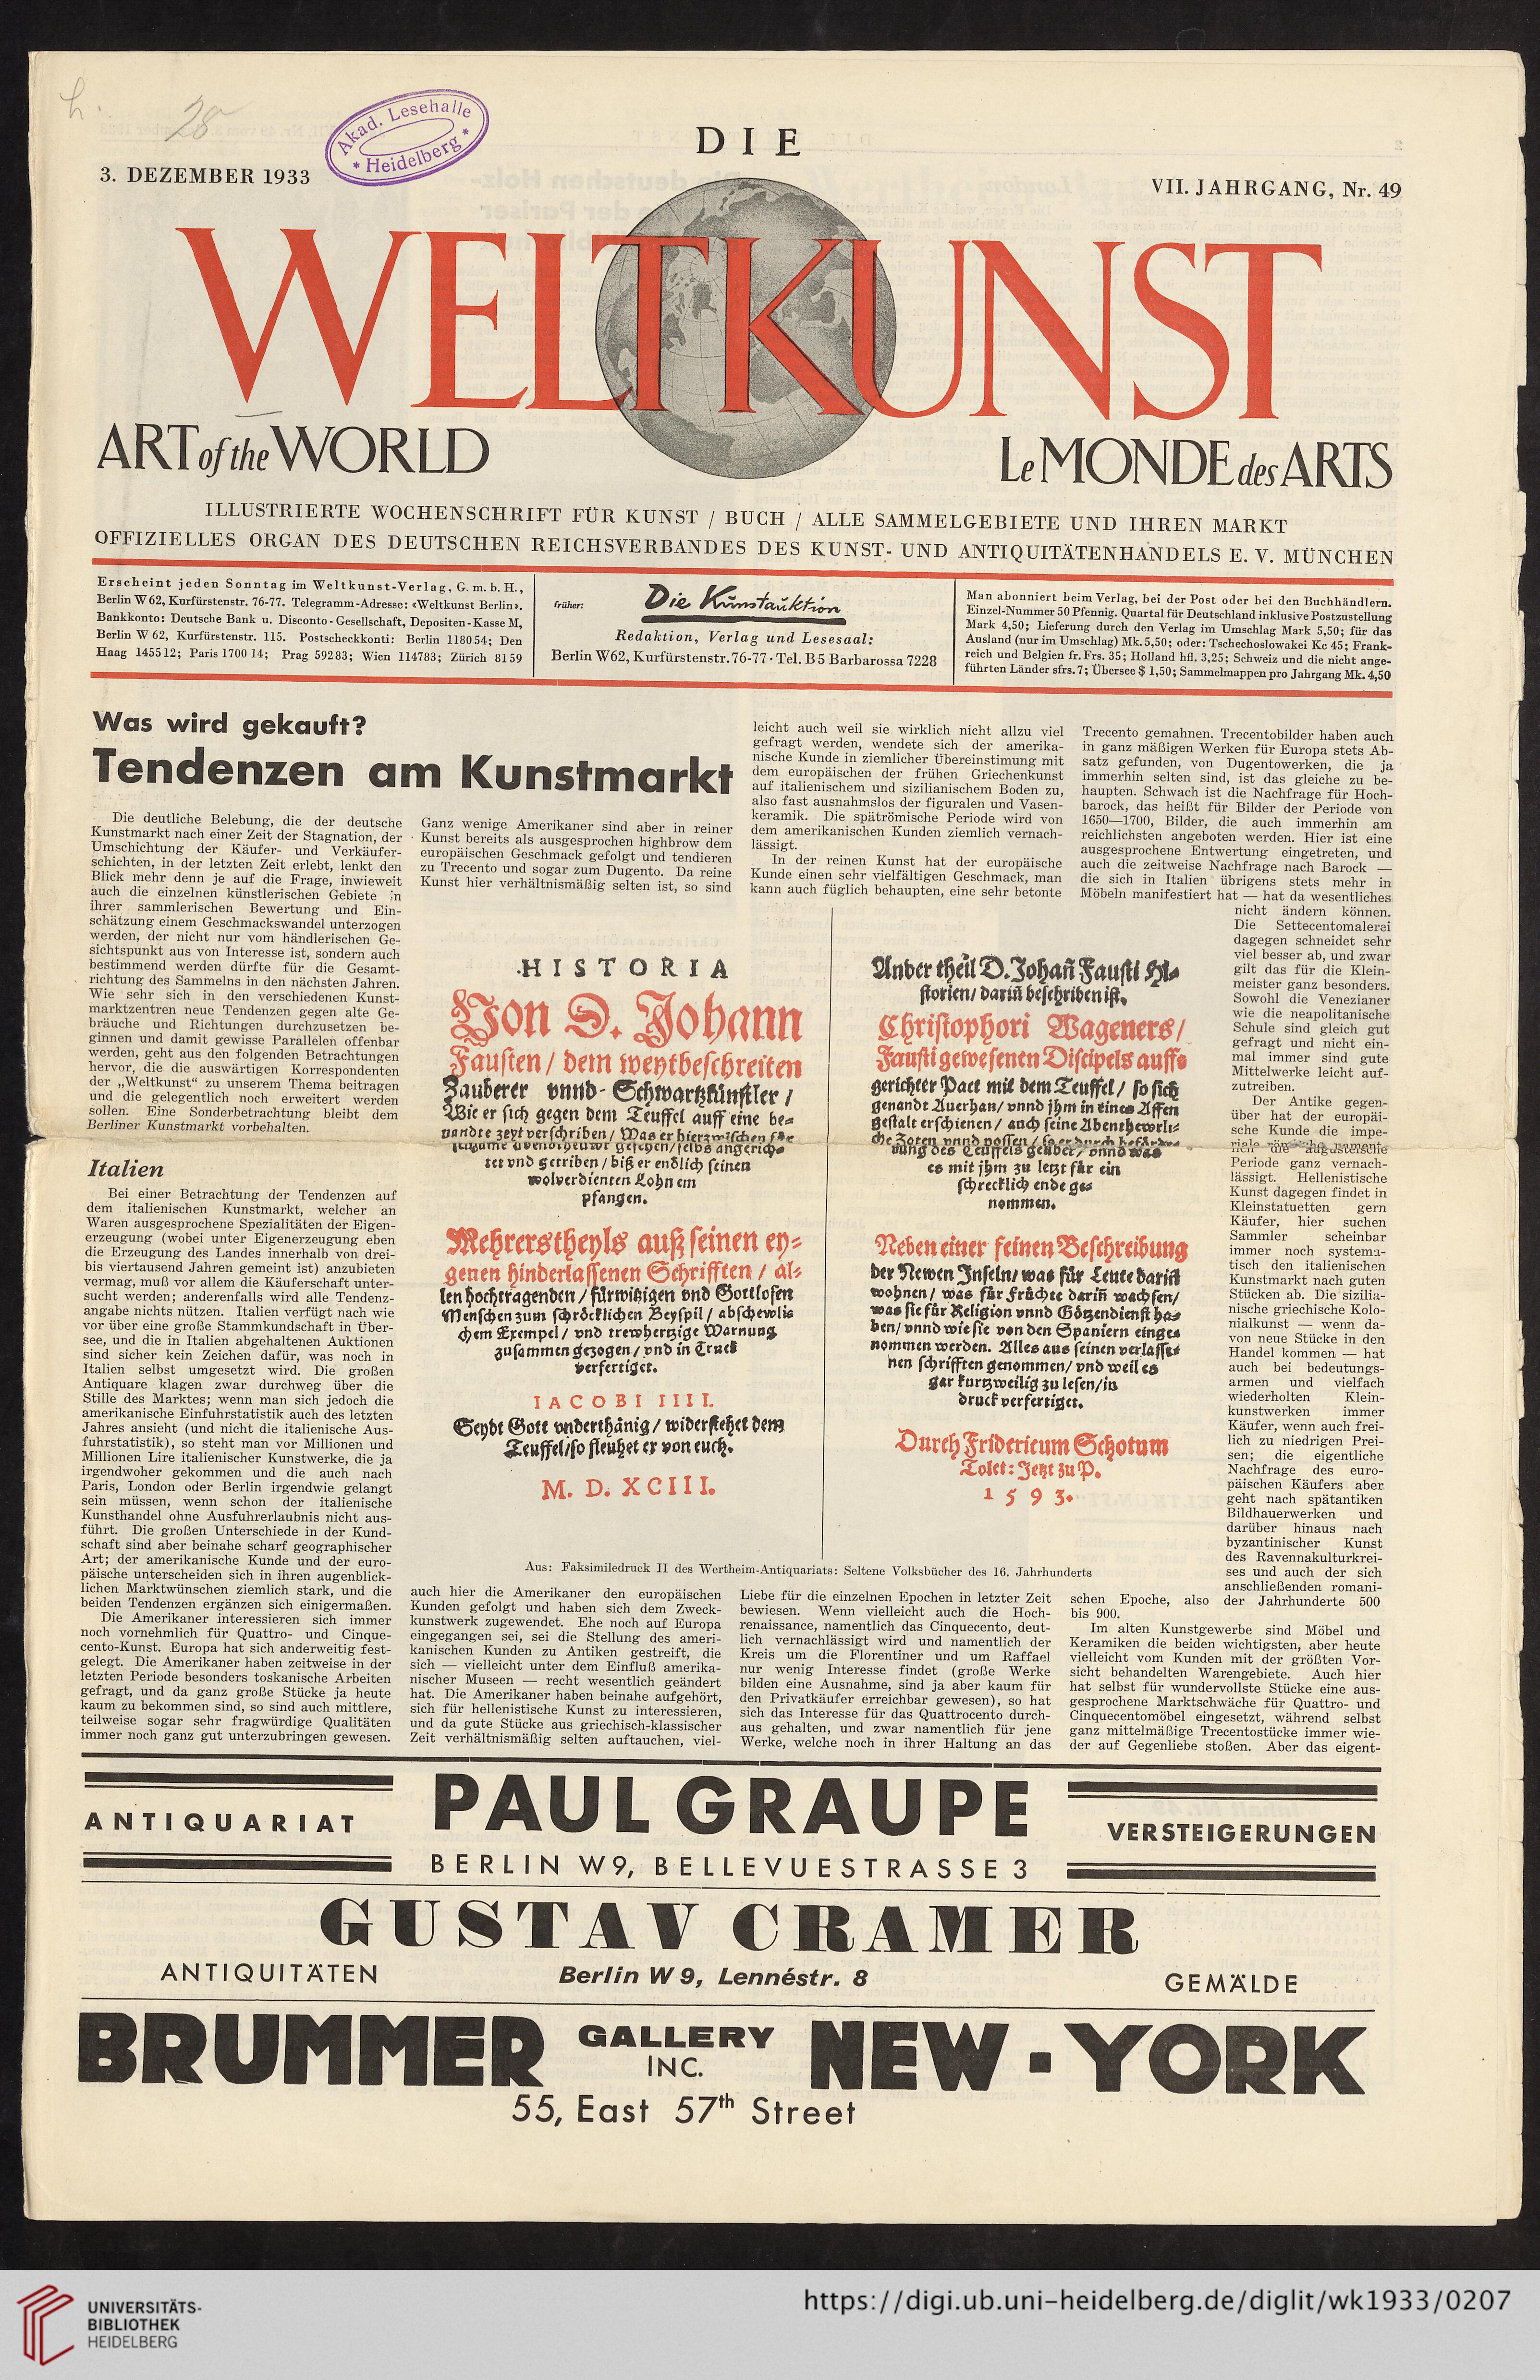 h.
28
Akad. Lesehalle
* Heidelberg *
3. DEZEMBER 1933
DIE
VII. JAHRGANG, Nr. 49
WELTKUNST
ART of the WORLD
Le MONDE des ARTS
ILLUSTRIERTE WOCHENSCHRIFT FÜR KUNST / BUCH / ALLE SAMMELGEBIETE UND IHREN MARKT
OFFIZIELLES ORGAN DES DEUTSCHEN REICHSVERBANDES DES KUNST- UND ANTIQUITÄTENHANDELS E. V. MÜNCHEN
Erscheint jeden Sonntag im Weltkunst-Verlag, G. m. b. H.,
Berlin W 62, Kurfürstenstr. 76-77. Telegramm-Adresse: «Weltkunst Berlin».
Bankkonto: Deutsche Bank u. Disconto-Gesellschaft, Depositen-Kasse M,
Berlin W 62, Kurfürstenstr. 115. Postscheckkonti: Berlin 118054; Den
Haag 145512; Paris 1700 14; Prag 59283; Wien 114783; Zürich 8159
früher:
Die Kunstauktion
Redaktion, Verlag und Lesesaal:
Berlin W62, Kurfürstenstr. 76-77 · Tel. B 5 Barbarossa 7228
Man abonniert beim Verlag, bei der Post oder bei den Buchhändlern.
Einzel-Nummer 50 Pfennig. Quartal für Deutschland inklusive Postzustellung
Mark 4,50; Lieferung durch den Verlag im Umschlag Mark 5,50; für das
Ausland (nur im Umschlag) Mk. 5,50; oder: Tschechoslowakei Kc 45; Frank-
reich und Belgien fr. Frs. 35; Holland hfl. 3,25; Schweiz und die nicht ange-
führten Länder sfrs. 7; Übersee $ 1,50; Sammelmappen pro Jahrgang Mk. 4,50
Was wird gekauft?
Tendenzen am Kunstmarkt
Die deutliche Belebung, die der deutsche
Kunstmarkt nach einer Zeit der Stagnation, der
Umschichtung der Käufer- und Verkäufer-
schichten, in der letzten Zeit erlebt, lenkt den
Blick mehr denn je auf die Frage, inwieweit
auch die einzelnen künstlerischen Gebiete in
ihrer sammlerischen Bewertung und Ein-
schätzung einem Geschmackswandel unterzogen
werden, der nicht nur vom händlerischen Ge-
sichtspunkt aus von Interesse ist, sondern auch
bestimmend werden dürfte für die Gesamt-
richtung des Sammelns in den nächsten Jahren.
Wie sehr sich in den verschiedenen Kunst-
marktzentren neue Tendenzen gegen alte Ge-
bräuche und Richtungen durchzusetzen be-
ginnen und damit gewisse Parallelen offenbar
werden, geht aus den folgenden Betrachtungen
hervor, die die auswärtigen Korrespondenten
der „Weltkunst“ zu unserem Thema beitragen
und die gelegentlich noch erweitert werden
sollen. Eine Sonderbetrachtung bleibt dem
Berliner Kunstmarkt vorbehalten.
Italien
Bei einer Betrachtung der Tendenzen auf
dem italienischen Kunstmarkt, welcher an
Waren ausgesprochene Spezialitäten der Eigen-
erzeugung (wobei unter Eigenerzeugung eben
die Erzeugung des Landes innerhalb von drei-
bis viertausend Jahren gemeint ist) anzubieten
vermag, muß vor allem die Käuferschaft unter-
sucht werden; anderenfalls wird alle Tendenz-
angabe nichts nützen. Italien verfügt nach wie
vor über eine große Stammkundschaft in Über-
see, und die in Italien abgehaltenen Auktionen
sind sicher kein Zeichen dafür, was noch in
Italien selbst umgesetzt wird. Die großen
Antiquare klagen zwar durchweg über die
Stille des Marktes; wenn man sich jedoch die
amerikanische Einfuhrstatistik auch des letzten
Jahres ansieht (und nicht die italienische Aus-
fuhrstatistik), so steht man vor Millionen und
Millionen Lire italienischer Kunstwerke, die ja
irgendwoher gekommen und die auch nach
Paris, London oder Berlin irgendwie gelangt
sein müssen, wenn schon der italienische
Kunsthandel ohne Ausfuhrerlaubnis nicht aus-
führt. Die großen Unterschiede in der Kund-
schaft sind aber beinahe scharf geographischer
Art; der amerikanische Kunde und der euro-
päische unterscheiden sich in ihren augenblick-
lichen Marktwünschen ziemlich stark, und die
beiden Tendenzen ergänzen sich einigermaßen.
Die Amerikaner interessieren sich immer
noch vornehmlich für Quattro- und Cinque-
cento-Kunst. Europa hat sich anderweitig fest-
gelegt. Die Amerikaner haben zeitweise in der
letzten Periode besonders toskanische Arbeiten
gefragt, und da ganz große Stücke ja heute
kaum zu bekommen sind, so sind auch mittlere,
teilweise sogar sehr fragwürdige Qualitäten
immer noch ganz gut unterzubringen gewesen.
Ganz wenige Amerikaner sind aber in reiner
Kunst bereits als ausgesprochen highbrow dem
europäischen Geschmack gefolgt und tendieren
zu Trecento und sogar zum Dugento. Da reine
Kunst hier verhältnismäßig selten ist, so sind
HISTORIA
Von D. Johann
Fausten / dem weytbeschreiten
Zauberer vnnd Schwartzkünstler /
Wie er sich gegen dem Teuffel auff eine be-
nandte zeyt verschriben / Was er hierzwischen für
seltzame abenthewer gesehen / selbs angerich-
tet vnd getriben / biß er endlich seinen
wolverdienten Lohn em
pfangen.
Mehrerstheyls auß seinen ey-
genen hinderlassenen Schrifften / al-
len hochtragenden / fürwitzigen vnd Gottlosen
Menschen zum schröcklichen Beyspil / abschewli-
chem Exempel / vnd trewhertzige Warnung
zusammen gezogen / vnd in Truck
verfertiget.
IACOBI IIII.
Seydt Gott vnderthänig / widerstehet dem
Teuffel / so fleuhet er von euch.
M. D. XCIII.
Ander theil D. Johañ Fausti Hi-
storien / dariñ beschriben ist.
Christophori Wageners /
Fausti gewesenen Discipels auff-
gerichter Pact mit dem Teuffel / so sich
genandt Auerhan / vnnd jhm in eines Affen
gestalt erschienen / auch seine Abenthewrli-
che Zoten vnnd possen / so er durch beförde-
rung des Teuffels geübet / vnnd was
es mit jhm zu letzt für ein
schrecklich ende ge-
nommen.
Neben einer feinen Beschreibung
der Newen Inseln / was für Leute dariñ
wohnen / was für Früchte dariñ wachsen /
was sie für Religion vnnd Götzendienst ha-
ben / vnnd wie sie von den Spaniern einge-
nommen werden. Alles aus seinen verlasse-
nen schrifften genommen / vnd weil es
gar kurtzweilig zu lesen / in
druck verfertiget.
Durch Fridericum Schotum
Tolet: Jetzt zu P.
1593.
Aus: Faksimiledruck II des Wertheim-Antiquariats: Seltene Volksbücher des 16. Jahrhunderts
auch hier die Amerikaner den europäischen
Kunden gefolgt und haben sich dem Zweck-
kunstwerk zugewendet. Ehe noch auf Europa
eingegangen sei, sei die Stellung des ameri-
kanischen Kunden zu Antiken gestreift, die
sich — vielleicht unter dem Einfluß amerika-
nischer Museen — recht wesentlich geändert
hat. Die Amerikaner haben beinahe aufgehört,
sich für hellenistische Kunst zu interessieren,
und da gute Stücke aus griechisch-klassischer
Zeit verhältnismäßig selten auftauchen, viel-
leicht auch weil sie wirklich nicht allzu viel
gefragt werden, wendete sich der amerika-
nische Kunde in ziemlicher Übereinstimung mit
dem europäischen der frühen Griechenkunst
auf italienischem und sizilianischem Boden zu,
also fast ausnahmslos der figuralen und Vasen-
keramik. Die spätrömische Periode wird von
dem amerikanischen Kunden ziemlich vernach-
lässigt.
In der reinen Kunst hat der europäische
Kunde einen sehr vielfältigen Geschmack, man
kann auch füglich behaupten, eine sehr betonte
Liebe für die einzelnen Epochen in letzter Zeit
bewiesen. Wenn vielleicht auch die Hoch-
renaissance, namentlich das Cinquecento, deut-
lich vernachlässigt wird und namentlich der
Kreis um die Florentiner und um Raffael
nur wenig Interesse findet (große Werke
bilden eine Ausnahme, sind ja aber kaum für
den Privatkäufer erreichbar gewesen), so hat
sich das Interesse für das Quattrocento durch-
aus gehalten, und zwar namentlich für jene
Werke, welche noch in ihrer Haltung an das
Trecento gemahnen. Trecentobilder haben auch
in ganz mäßigen Werken für Europa stets Ab-
satz gefunden, von Dugentowerken, die ja
immerhin selten sind, ist das gleiche zu be-
haupten. Schwach ist die Nachfrage für Hoch-
barock, das heißt für Bilder der Periode von
1650—1700, Bilder, die auch immerhin am
reichlichsten angeboten werden. Hier ist eine
ausgesprochene Entwertung eingetreten, und
auch die zeitweise Nachfrage nach Barock —
die sich in Italien übrigens stets mehr in
Möbeln manifestiert hat — hat da wesentliches
nicht ändern können.
Die Settecentomalerei
dagegen schneidet sehr
viel besser ab, und zwar
gilt das für die Klein-
meister ganz besonders.
Sowohl die Venezianer
wie die neapolitanische
Schule sind gleich gut
gefragt und nicht ein-
mal immer sind gute
Mittelwerke leicht auf-
zutreiben.
Der Antike gegen-
über hat der europäi-
sche Kunde die impe-
riale römische, namentlich
die augusteische
Periode ganz vernach-
lässigt. Hellenistische
Kunst dagegen findet in
Kleinstatuetten gern
Käufer, hier suchen
Sammler scheinbar
immer noch systema-
tisch den italienischen
Kunstmarkt nach guten
Stücken ab. Die sizilia-
nische griechische Kolo-
nialkunst — wenn da-
von neue Stücke in den
Handel kommen — hat
auch bei bedeutungs-
armen und vielfach
wiederholten Klein-
kunstwerken immer
Käufer, wenn auch frei-
lich zu niedrigen Prei-
sen; die eigentliche
Nachfrage des euro-
päischen Käufers aber
geht nach spätantiken
Bildhauerwerken und
darüber hinaus nach
byzantinischer Kunst
des Ravennakulturkrei-
ses und auch der sich
anschließenden romani-
schen Epoche, also der Jahrhunderte 500
bis 900.
Im alten Kunstgewerbe sind Möbel und
Keramiken die beiden wichtigsten, aber heute
vielleicht vom Kunden mit der größten Vor-
sicht behandelten Warengebiete. Auch hier
hat selbst für wundervollste Stücke eine aus-
gesprochene Marktschwäche für Quattro- und
Cinquecentomöbel eingesetzt, während selbst
ganz mittelmäßige Trecentostücke immer wie-
der auf Gegenliebe stoßen. Aber das eigent-
ANTIQUARIAT
PAUL GRAUPE
VERSTEIGERUNGEN
BERLIN W9, BELLEVUESTRASSE 3
GUSTAV CRAMER
ANTIQUITÄTEN
Berlin W 9, Lennéstr. 8
GEMÄLDE
BRUMMER GALLERY INC. NEW-YORK
55, East 57th Street
UNIVERSITÄTS-
BIBLIOTHEK
HEIDELBERG
https://digi.ub.uni-heidelberg.de/diglit/wk1933/0207